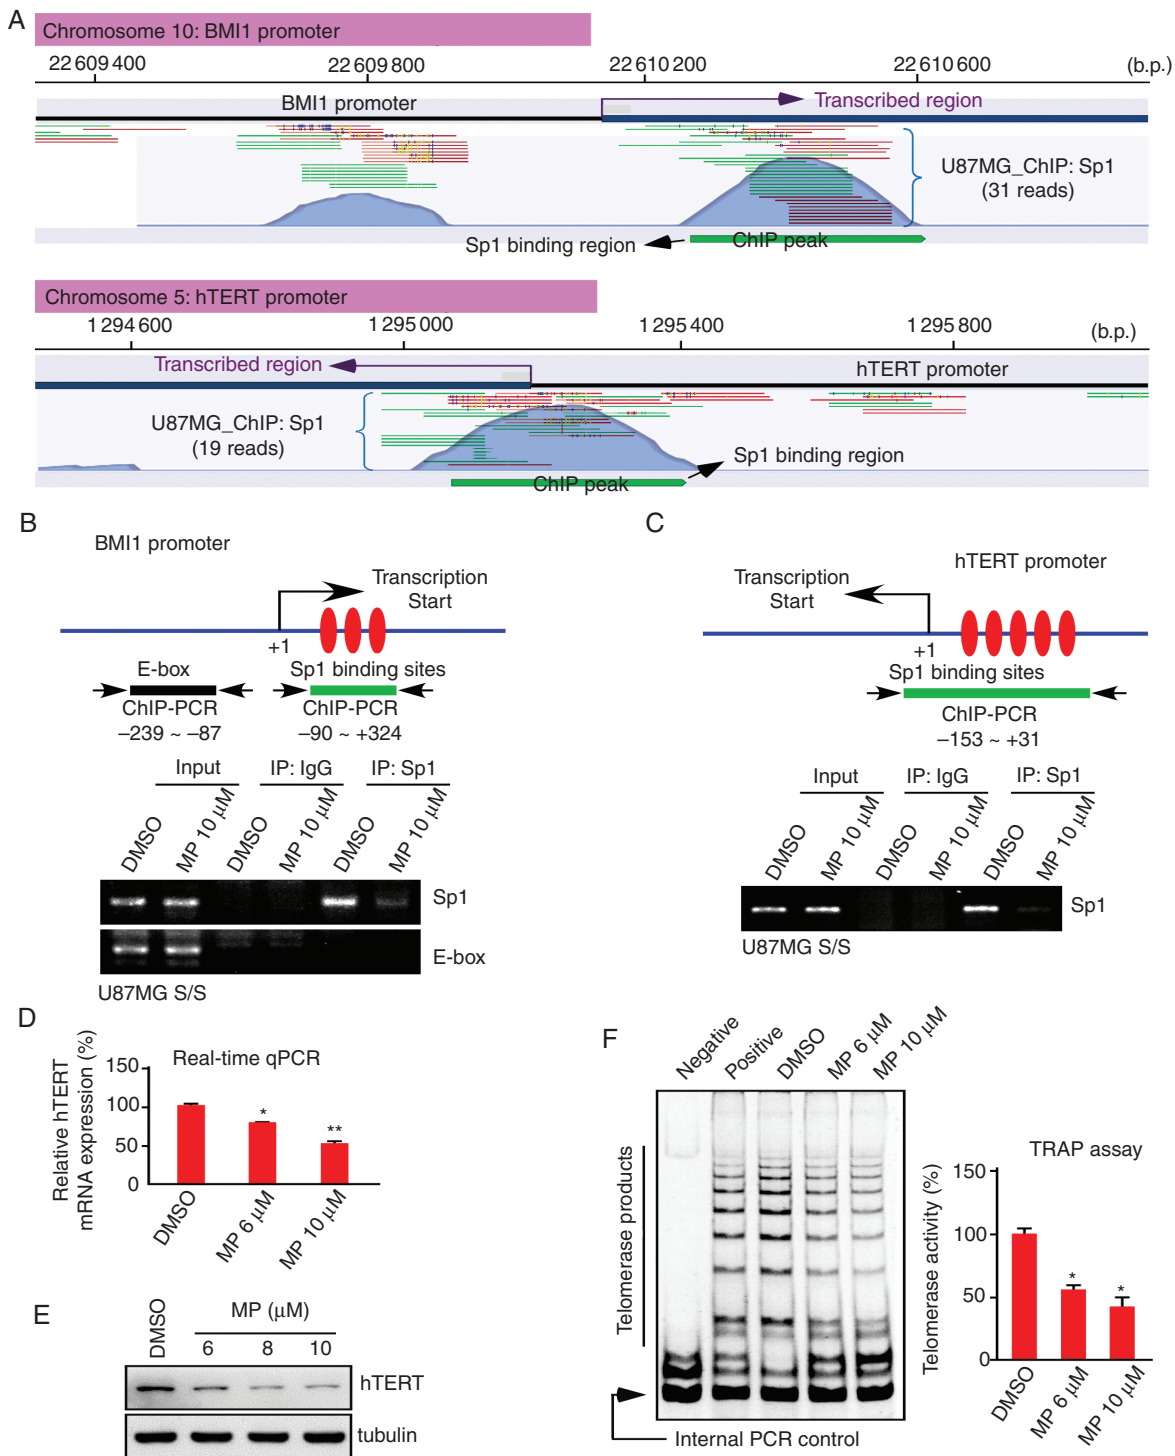 A
Chromosome 10: BMI1 promoter
22 609 400
22 609 800
22 610 200
22 610 600
(b.p.)
BMI1 promoter
Transcribed region
U87MG_ChIP: Sp1
(31 reads)
Sp1 binding region
ChIP peak
Chromosome 5: hTERT promoter
1 294 600
1 295 000
1 295 400
1 295 800
(b.p.)
Transcribed region
hTERT promoter
U87MG_ChIP: Sp1
(19 reads)
Sp1 binding region
ChIP peak
B
BMI1 promoter
Transcription
Start
+1
E-box
Sp1 binding sites
ChIP-PCR
–239 ~ –87
ChIP-PCR
–90 ~ +324
Input
IP: IgG
IP: Sp1
DMSO
MP 10 µM
DMSO
MP 10 µM
DMSO
MP 10 µM
Sp1
E-box
U87MG S/S
C
hTERT promoter
Transcription
Start
+1
Sp1 binding sites
ChIP-PCR
–153 ~ +31
Input
IP: IgG
IP: Sp1
DMSO
MP 10 µM
DMSO
MP 10 µM
DMSO
MP 10 µM
Sp1
U87MG S/S
D
Real-time qPCR
Relative hTERT
mRNA expression (%)
150
100
50
0
*
**
DMSO
MP 6 µM
MP 10 µM
E
DMSO
MP (µM)
6
8
10
hTERT
tubulin
F
Negative
Positive
DMSO
MP 6 µM
MP 10 µM
Telomerase products
Internal PCR control
TRAP assay
Telomerase activity (%)
150
100
50
0
*
*
DMSO
MP 6 µM
MP 10 µM